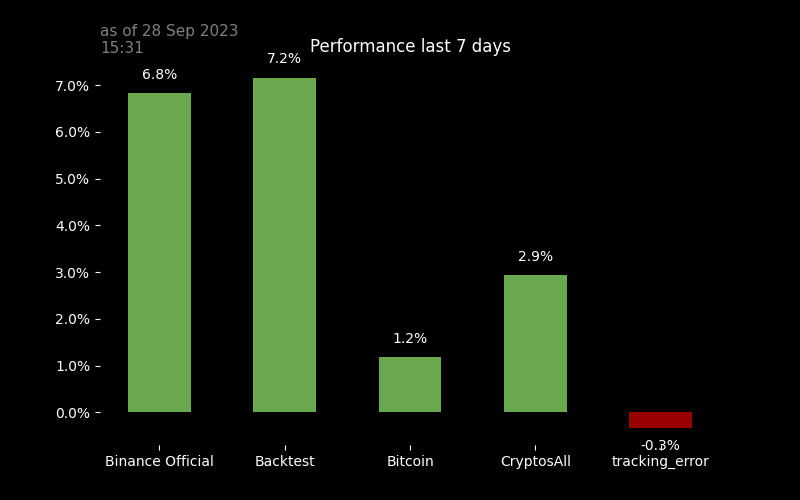 as of 28 Sep 2023
15:31
Performance last 7 days
7.0%
6.0%
5.0%
4.0%
3.0%
2.0%
1.0%
0.0%
6.8%
7.2%
1.2%
2.9%
-0.3%
Binance Official
Backtest
Bitcoin
CryptosAll
tracking_error